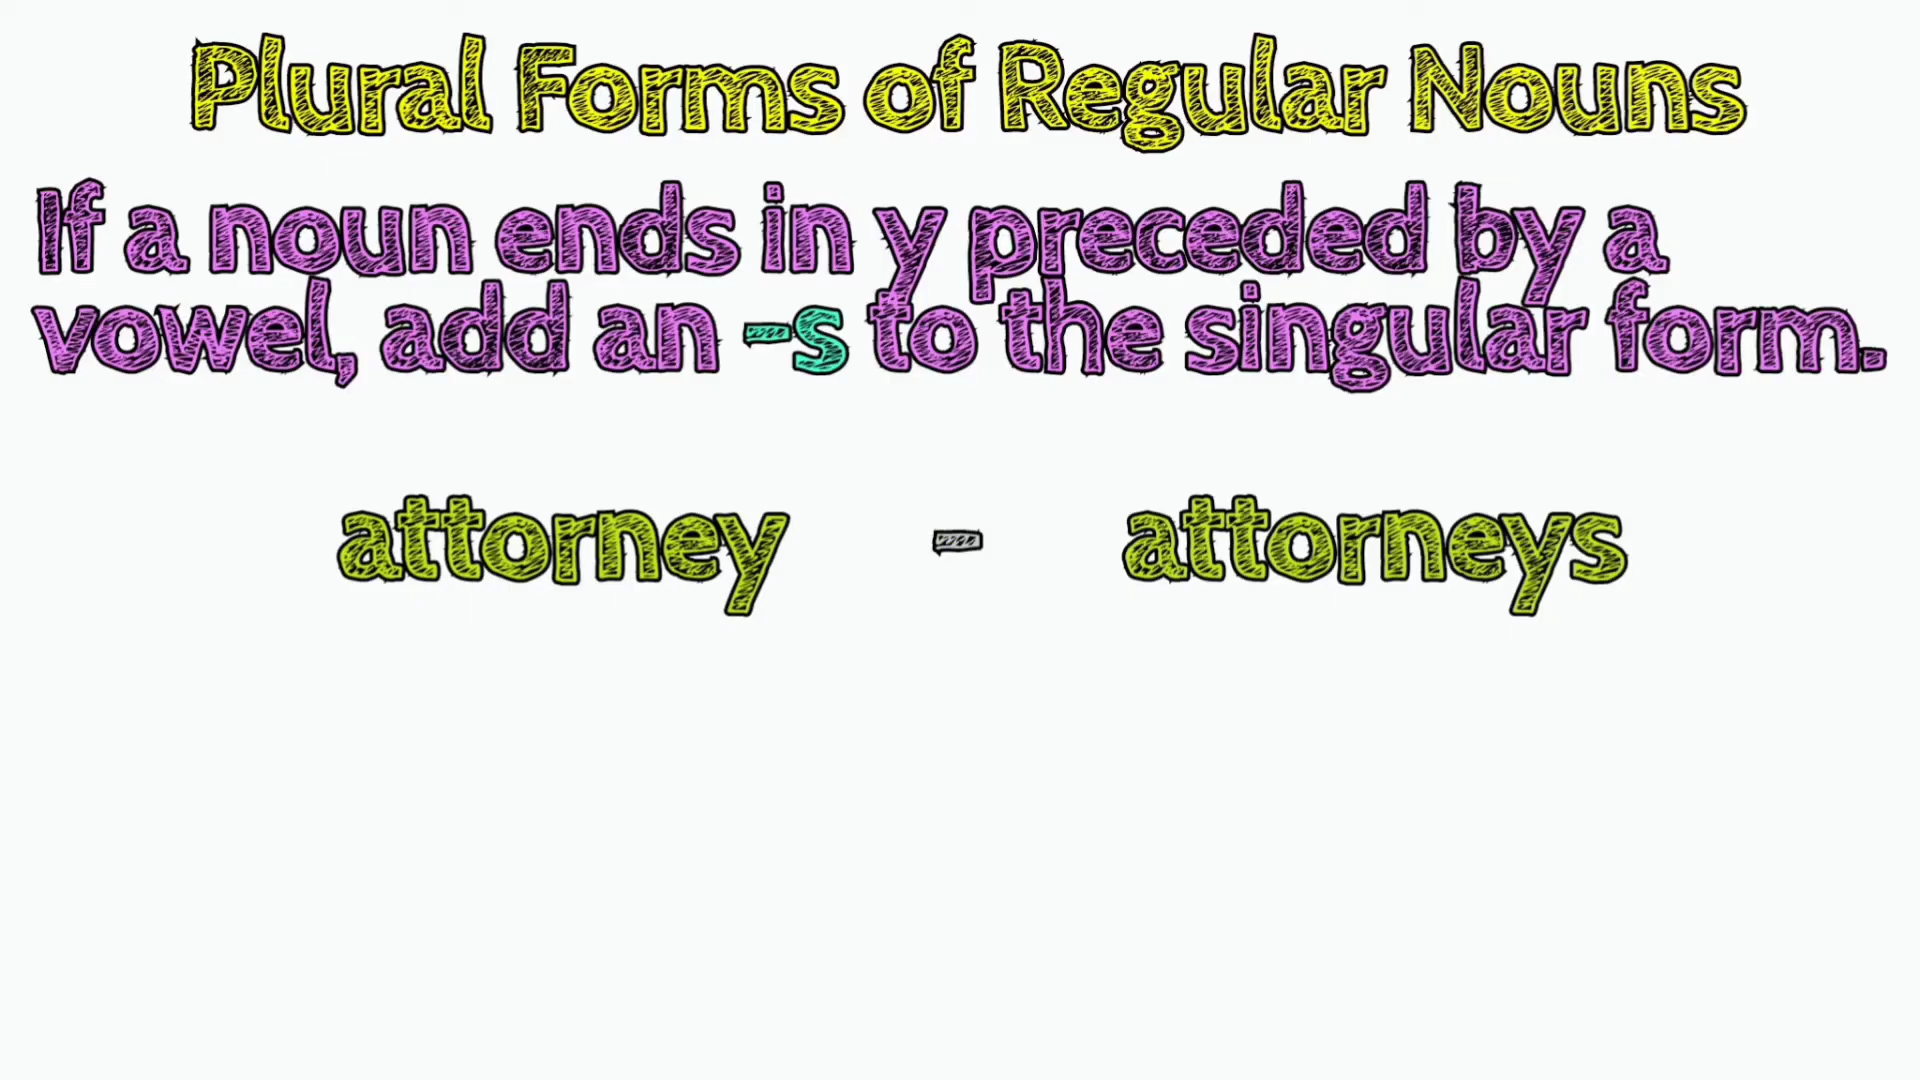 Plural Forms of Regular Nouns
If a noun ends in y preceded by a
vowel, add an -s to the singular form.
attorney - attorneys